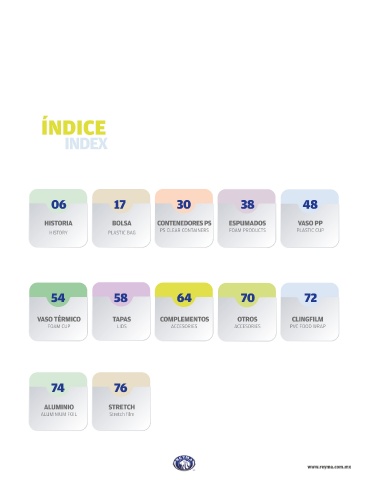 ÍNDICE
INDEX
06 17 30 38 48
HISTORIA BOLSA CONTENEDORES PS ESPUMADOS VASO PP
HISTORY PLASTIC BAG PS CLEAR CONTAINERS FOAM PRODUCTS PLASTIC CUP
54 58 64 70 72
VASO TÉRMICO TAPAS COMPLEMENTOS OTROS CLINGFILM
FOAM CUP LIDS ACCESORIES ACCESORIES PVC FOOD WRAP
74 76
ALUMINIO STRETCH
ALUMINIUM FOIL Stretch Film
REYMA
www.reyma.com.mx